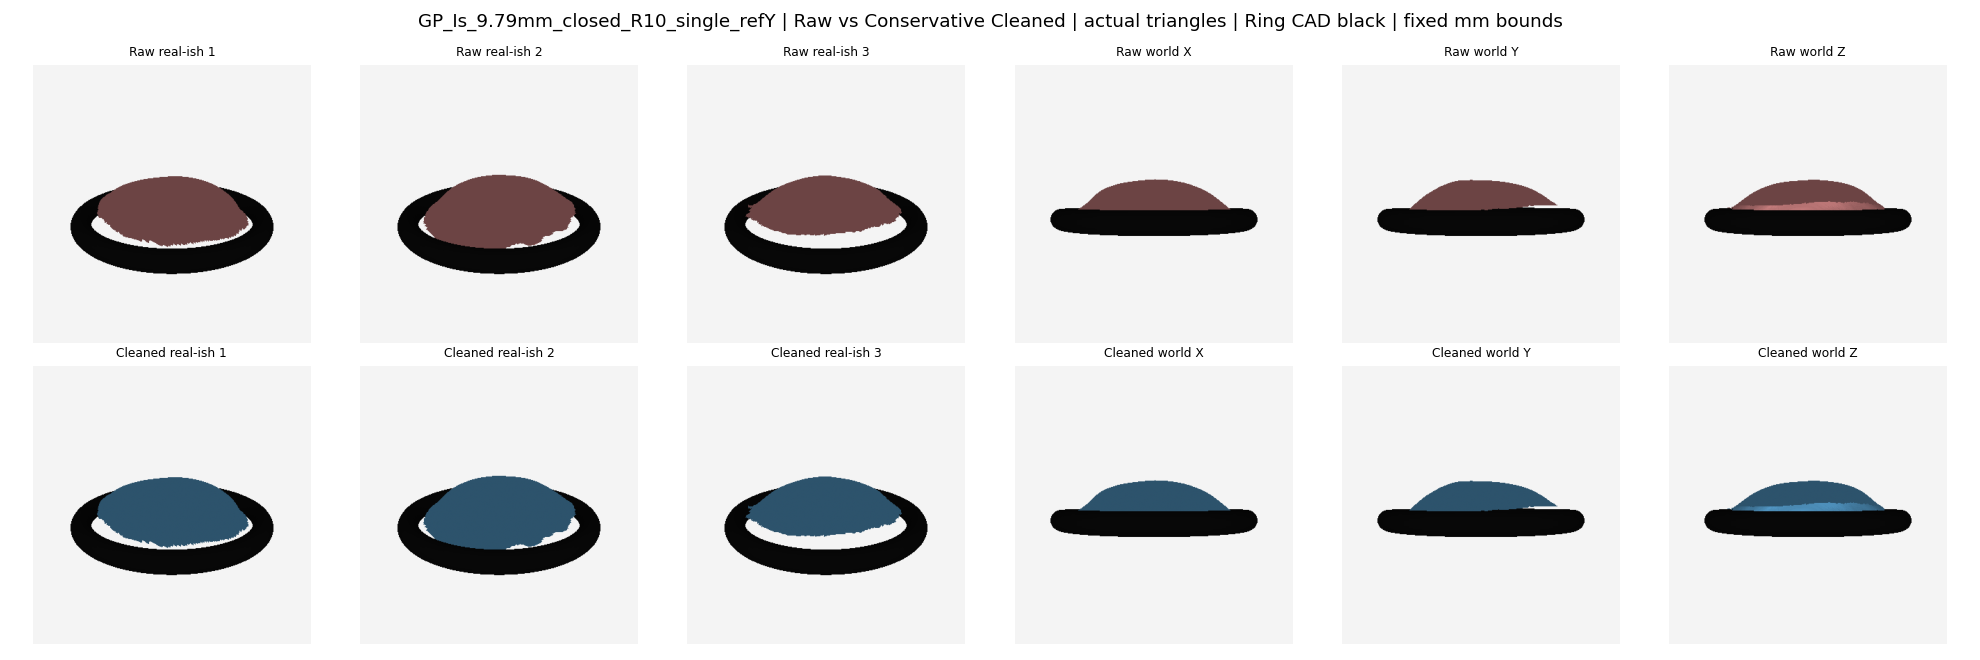 GP_Is_9.79mm_closed_R10_single_refY | Raw vs Conservative Cleaned | actual triangles | Ring CAD black | fixed mm bounds
Raw real-ish 1
Raw real-ish 2
Raw real-ish 3
Raw world X
Raw world Y
Raw world Z
Cleaned real-ish 1
Cleaned real-ish 2
Cleaned real-ish 3
Cleaned world X
Cleaned world Y
Cleaned world Z